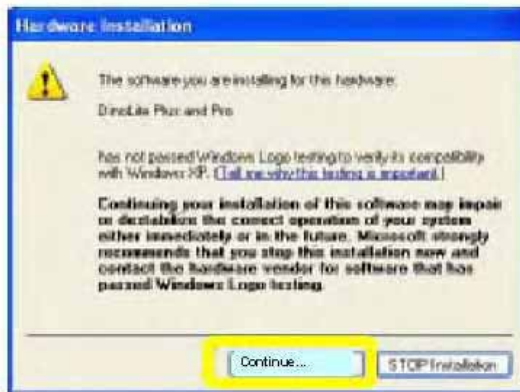 Hardware Installation
The software you are installing for this hardware:
DinoLite Plus and Pro
has not passed Windows Logo testing to verify its compatibility
with Windows XP. (Tell me why this testing is important.)
Continuing your installation of this software may impair
or destabilize the correct operation of your system
either immediately or in the future. Microsoft strongly
recommends that you stop this installation now and
contact the hardware vendor for software that has
passed Windows Logo testing.
Continue...
STOP Installation